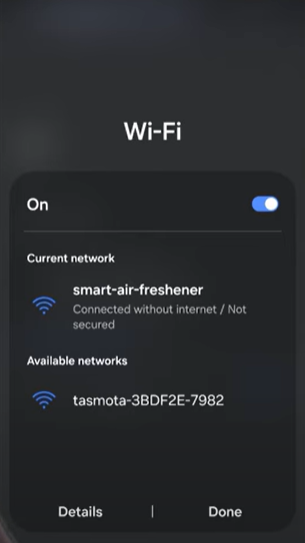 Wi-Fi
On
Current network
smart-air-freshener
Connected without internet / Not
secured
Available networks
tasmota-3BDF2E-7982
Details | Done